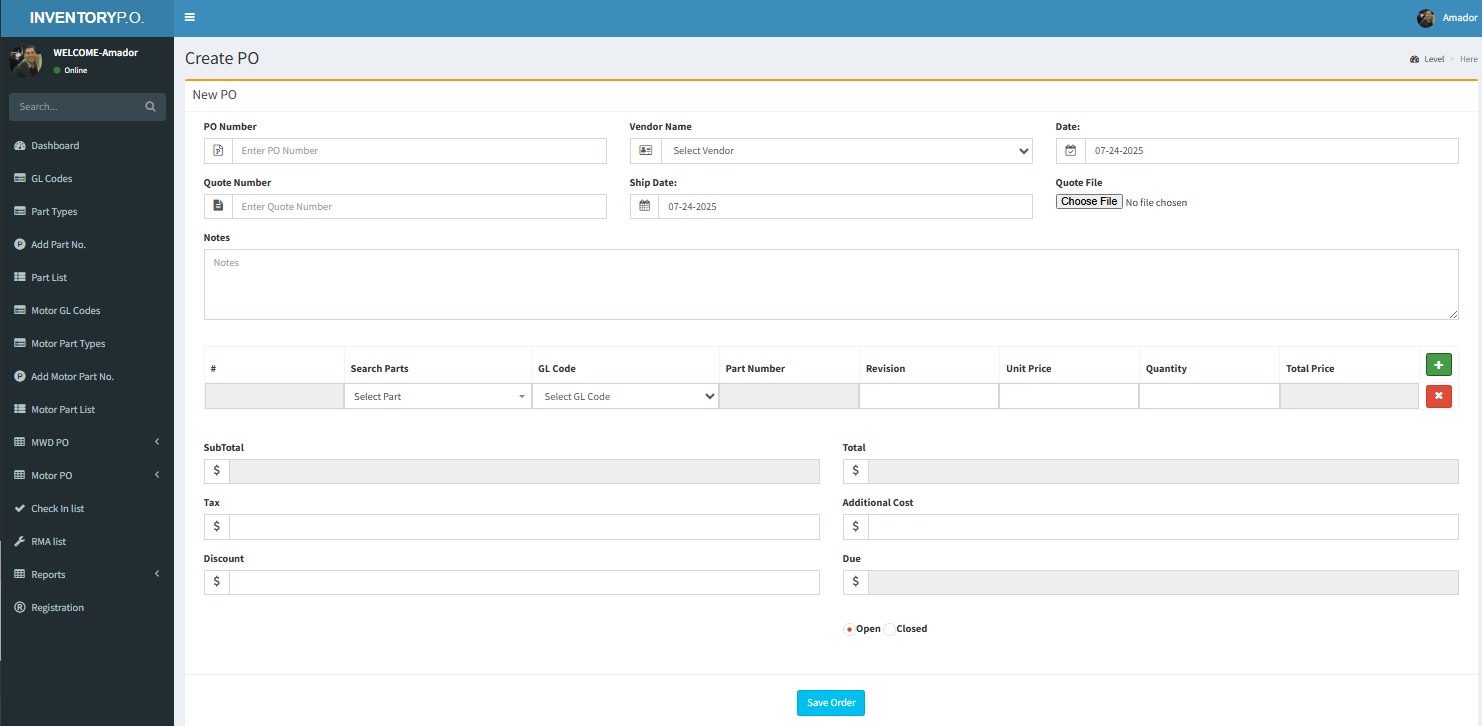 INVENTORYP.O.
Amador
WELCOME-Amador
Online
Search...
Dashboard
GL Codes
Part Types
Add Part No.
Part List
Motor GL Codes
Motor Part Types
Add Motor Part No.
Motor Part List
MWD PO
Motor PO
Check In list
RMA list
Reports
Registration
Create PO
Level > Here
New PO
PO Number Vendor Name Date:
Enter PO Number Select Vendor 07-24-2025
Quote Number Ship Date: Quote File
Enter Quote Number 07-24-2025 Choose File No file chosen
Notes
Notes
# Search Parts GL Code Part Number Revision Unit Price Quantity Total Price
Select Part Select GL Code
SubTotal Total
$ $
Tax Additional Cost
$ $
Discount Due
$ $
Open Closed
Save Order